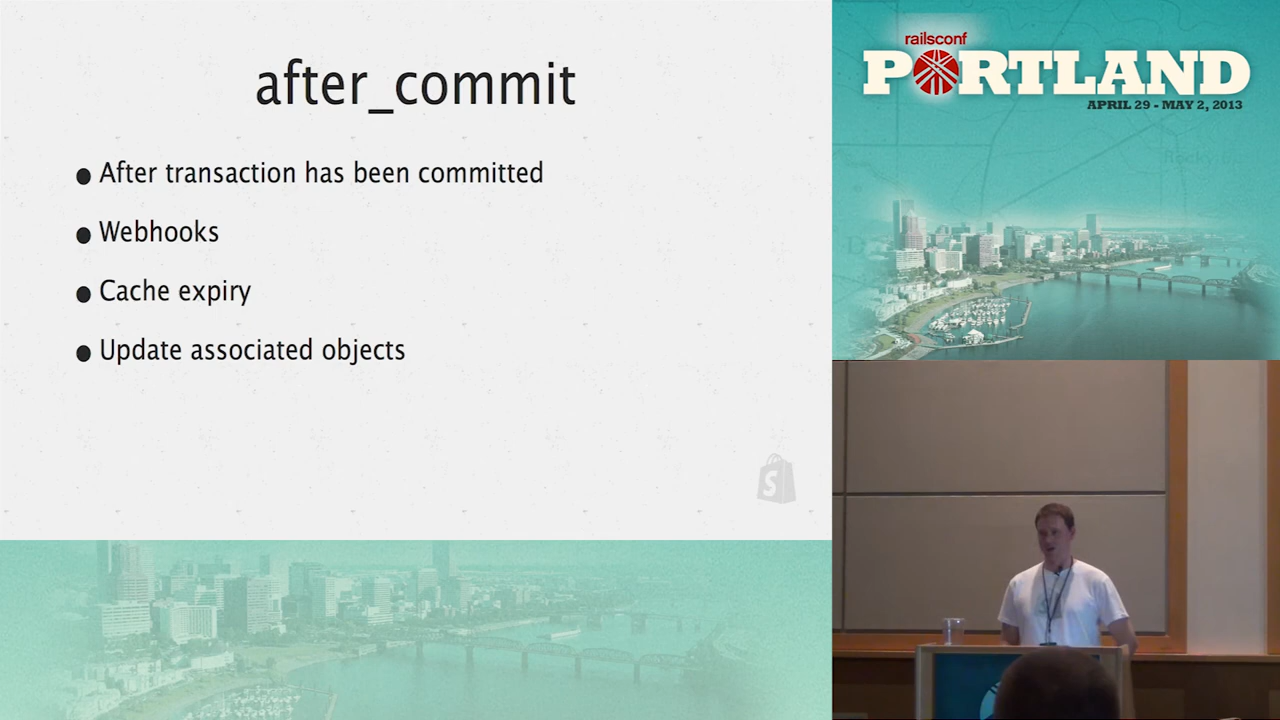 after_commit
After transaction has been committed
Webhooks
Cache expiry
Update associated objects
S
railsconf
PORTLAND
APRIL 29 - MAY 2, 2013